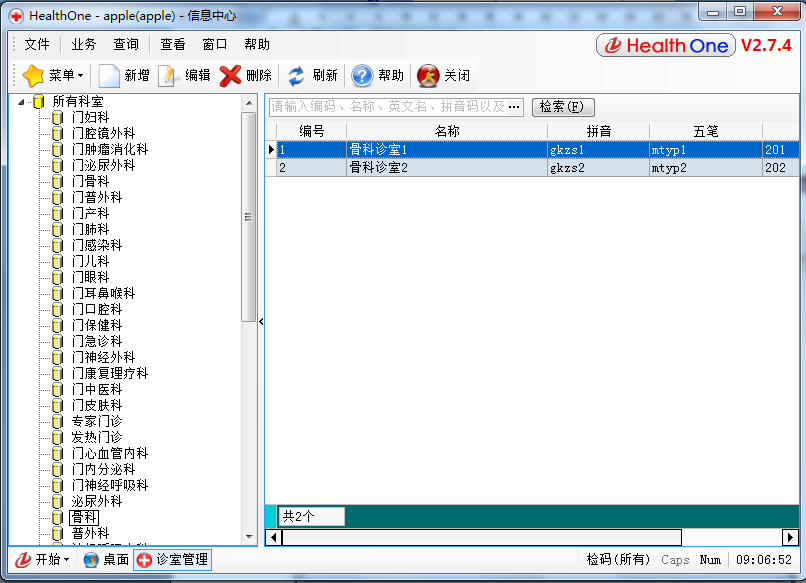 HealthOne - apple(apple) - 信息中心
文件 业务 查询 查看 窗口 帮助
Health One V2.7.4
菜单 新增 编辑 删除 刷新 帮助 关闭
所有科室
门妇科
门腔镜外科
门肿瘤消化科
门泌尿外科
门骨科
门普外科
门产科
门肺科
门感染科
门儿科
门眼科
门耳鼻喉科
门口腔科
门保健科
门急诊科
门神经外科
门康复理疗科
门中医科
门皮肤科
专家门诊
发热门诊
门心血管内科
门内分泌科
门神经呼吸科
泌尿外科
骨科
普外科
请输入编码、名称、英文名、拼音码以及 ... 检索(F)
编号 名称 拼音 五笔
1 骨科诊室1 gkzs1 mtyp1 201
2 骨科诊室2 gkzs2 mtyp2 202
共2个
开始 桌面 诊室管理 检码(所有) Caps Num 09:06:52